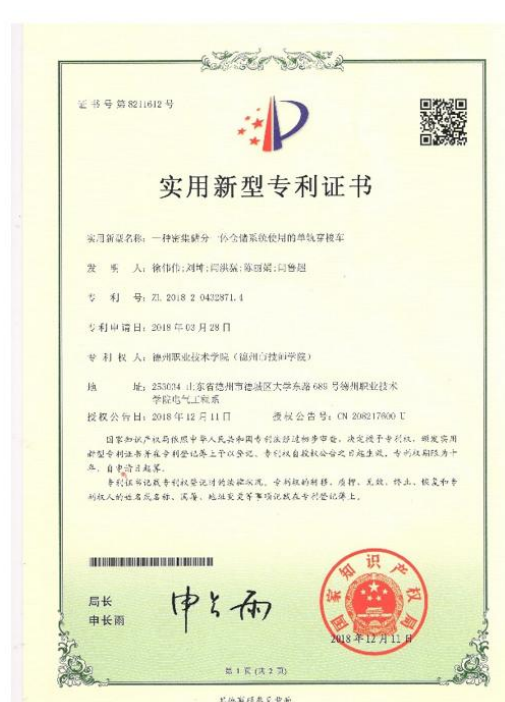 证书号第8211612号
实用新型专利证书
实用新型名称：一种密集储分一体仓储系统使用的单轨穿梭车
发 明 人：徐伟伟;刘坤;闫洪猛;陈丽娟;闫鲁超
专 利 号：ZL 2018 2 0432871.4
专利申请日：2018年03月28日
专 利 权 人：德州职业技术学院（德州市技师学院）
地 址：253034 山东省德州市德城区大学东路689号德州职业技术
学院电气工程系
授权公告日：2018年12月11日 授权公告号：CN 208217600 U
国家知识产权局依照中华人民共和国专利法经过初步审查，决定授予专利权，颁发实用
新型专利证书并在专利登记簿上予以登记。专利权自授权公告之日起生效。专利权期限为十
年，自申请日起算。
专利证书记载专利权登记时的法律状况。专利权的转移、质押、无效、终止、恢复和专
利权人的姓名或名称、国籍、地址变更等事项记载在专利登记簿上。
局长
申长雨
申长雨
国家知识产权局
2018年12月11日
第 1 页 (共 2 页)